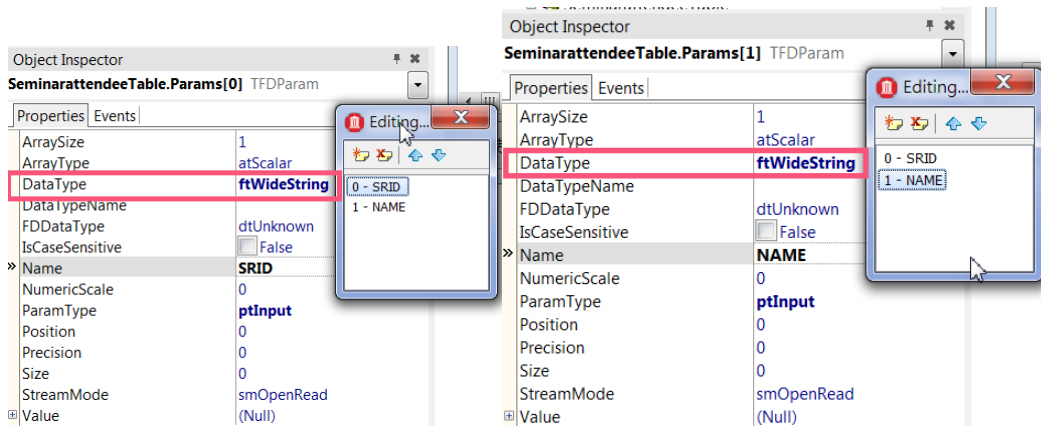 Object Inspector
SeminarattendeeTable.Params[0] TFDParam
Properties Events
ArraySize 1
ArrayType atScalar
DataType ftWideString
DataTypeName
FDDataType dtUnknown
IsCaseSensitive False
» Name SRID
NumericScale 0
ParamType ptInput
Position 0
Precision 0
Size 0
StreamMode smOpenRead
Value (Null)
Editing...
0 - SRID
1 - NAME
Object Inspector
SeminarattendeeTable.Params[1] TFDParam
Properties Events
ArraySize 1
ArrayType atScalar
DataType ftWideString
DataTypeName
FDDataType dtUnknown
IsCaseSensitive False
» Name NAME
NumericScale 0
ParamType ptInput
Position 0
Precision 0
Size 0
StreamMode smOpenRead
Value (Null)
Editing...
0 - SRID
1 - NAME